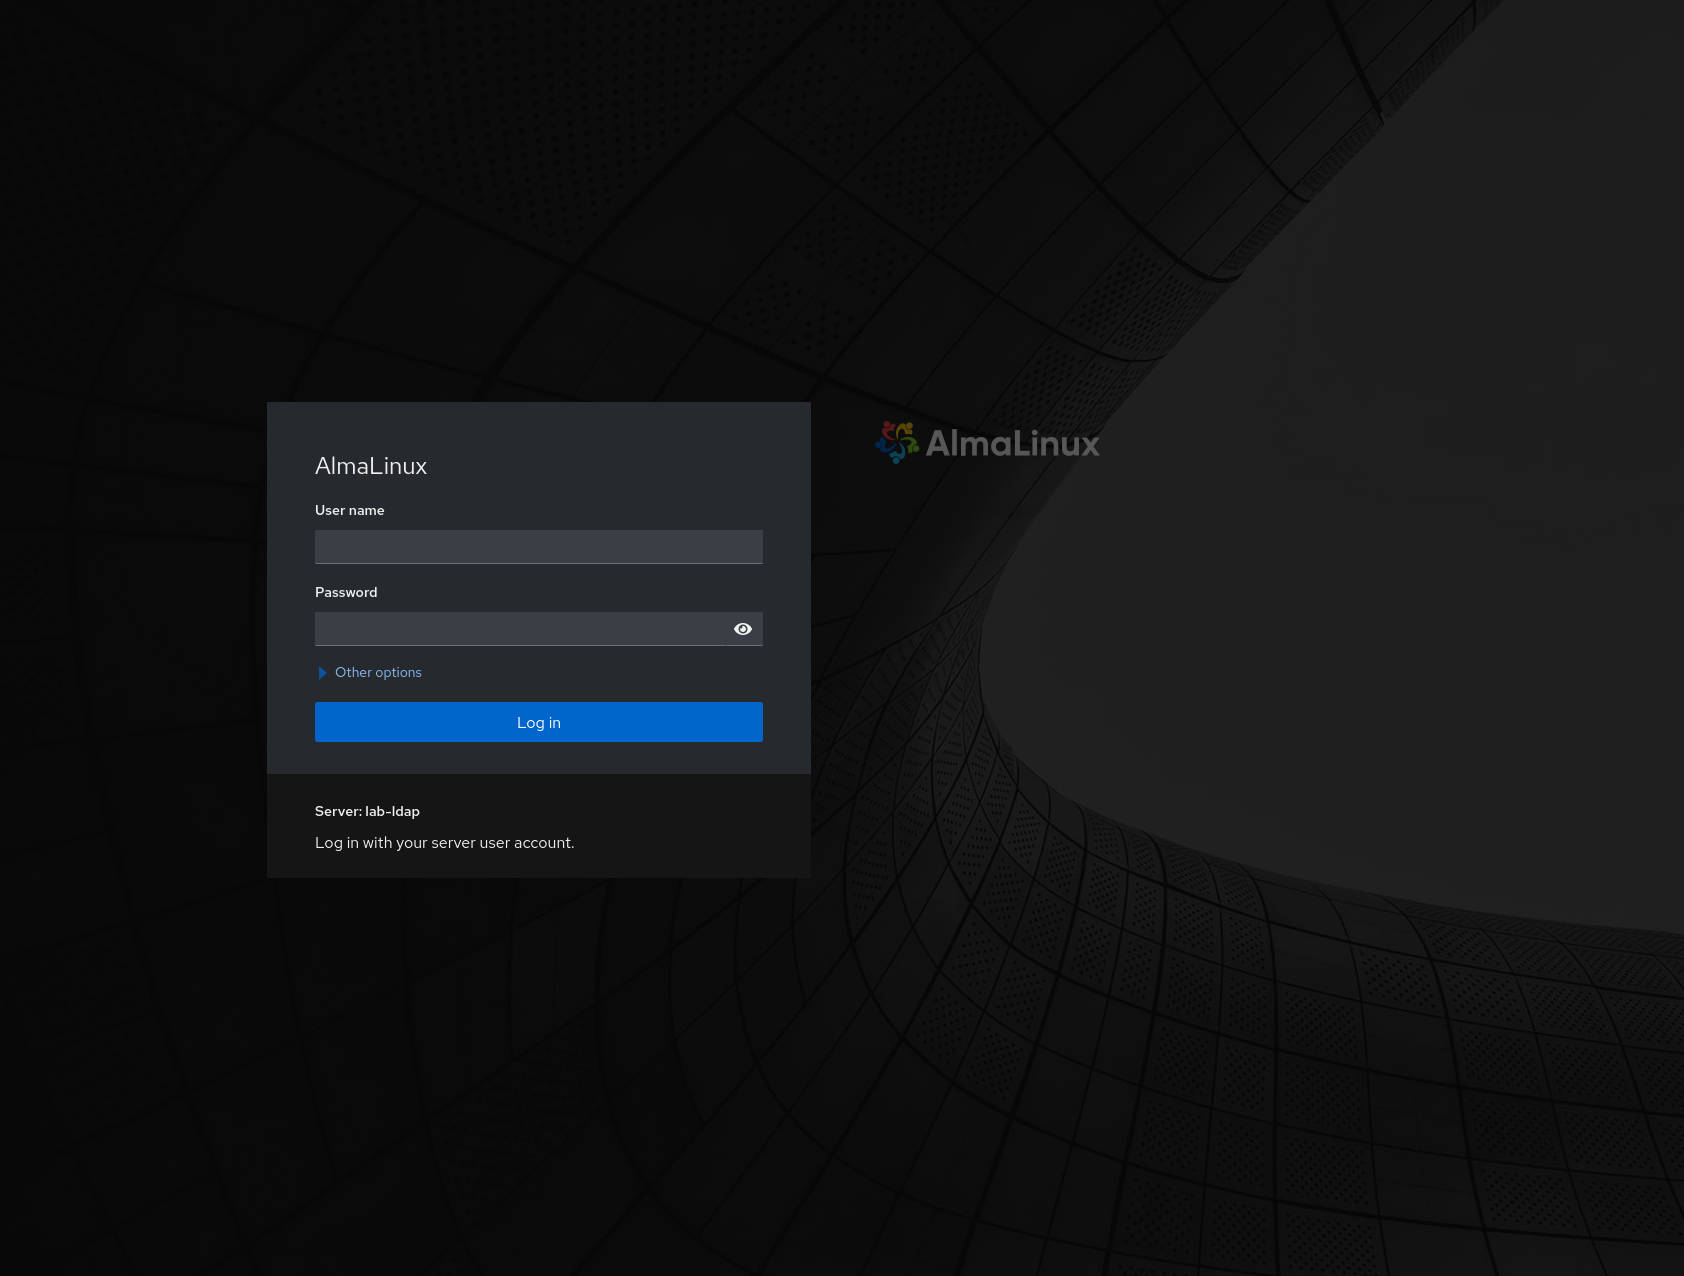 AlmaLinux
User name
Password
Other options
Log in
Server: lab-ldap
Log in with your server user account.
AlmaLinux